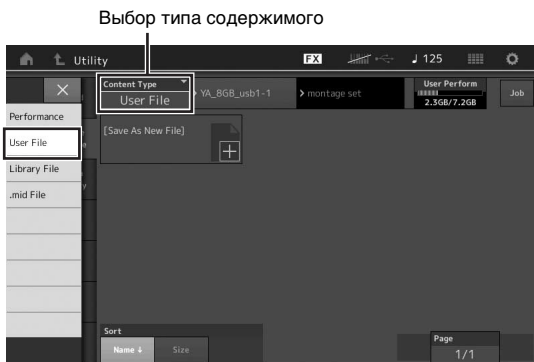 Выбор типа содержимого
Utility
FX
125
Content Type
User File
YA_8GB_usb1-1
montage set
User Perform
2.3GB/7.2GB
Job
Performance
User File
Library File
.mid File
[Save As New File]
Sort
Name
Size
Page
1/1